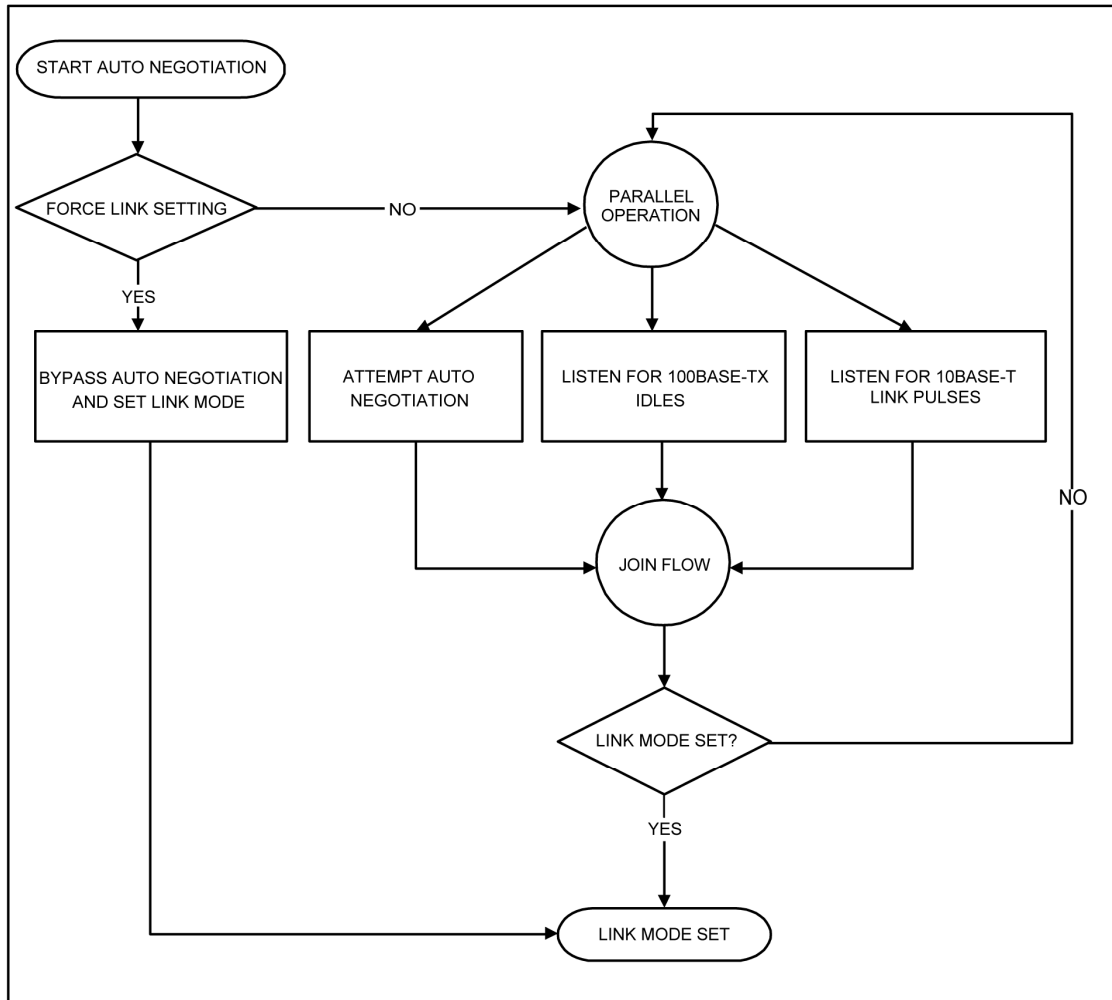 START AUTO NEGOTIATION
FORCE LINK SETTING
NO
PARALLEL
OPERATION
YES
BYPASS AUTO NEGOTIATION
AND SET LINK MODE
ATTEMPT AUTO
NEGOTIATION
LISTEN FOR 100BASE-TX
IDLES
LISTEN FOR 10BASE-T
LINK PULSES
NO
JOIN FLOW
LINK MODE SET?
YES
LINK MODE SET